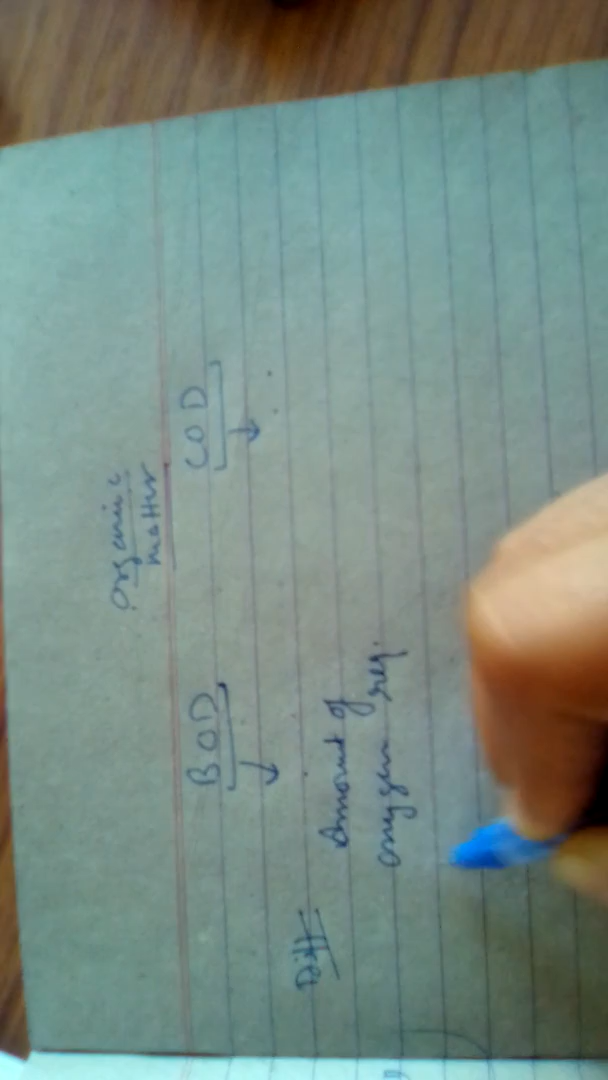 Organic
matter
BOD
COD
Diff
Amount of
oxygen req.